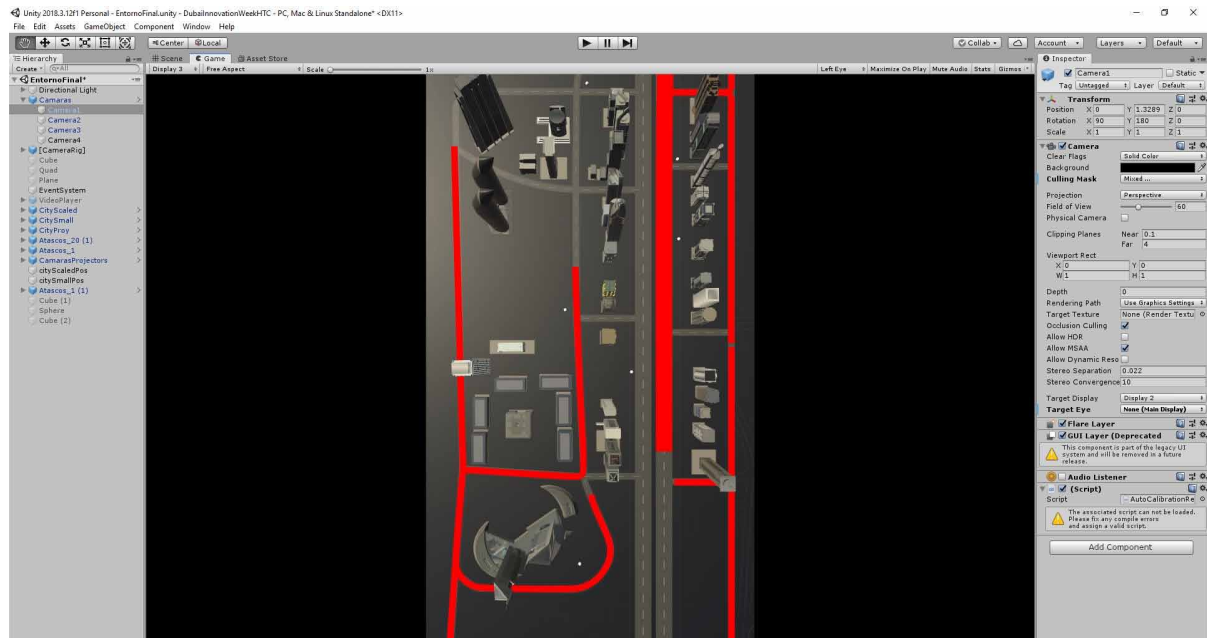 Unity 2018.3.12f1 Personal - EntornoFinal.unity - DubaiInnovationWeekHTC - PC, Mac & Linux Standalone* <DX11>
File Edit Assets GameObject Component Window Help
Center Local Collab Account Layers Default
Hierarchy Scene Game Asset Store Inspector
Create All Display 3 Free Aspect Scale 1x Left Eye Maximize On Play Mute Audio Stats Gizmos
EntornoFinal*
Directional Light
Camaras
Camera1
Camera2
Camera3
Camera4
[CameraRig]
Cube
Quad
Plane
EventSystem
VideoPlayer
CityScaled
CitySmall
CityProy
Atascos_20 (1)
Atascos_1
CamarasProjectors
cityScaledPos
citySmallPos
Atascos_1 (1)
Cube (1)
Sphere
Cube (2)
Camera1 Static
Tag Untagged Layer Default
Transform
Position X 0 Y 1.3289 Z 0
Rotation X 90 Y 180 Z 0
Scale X 1 Y 1 Z 1
Camera
Clear Flags Solid Color
Background
Culling Mask Mixed ...
Projection Perspective
Field of View 60
Physical Camera
Clipping Planes Near 0.1
Far 4
Viewport Rect
X 0 Y 0
W 1 H 1
Depth 0
Rendering Path Use Graphics Settings
Target Texture None (Render Textu
Occlusion Culling
Allow HDR
Allow MSAA
Allow Dynamic Reso
Stereo Separation 0.022
Stereo Convergence 10
Target Display Display 2
Target Eye None (Main Display)
Flare Layer
GUI Layer (Deprecated
This component is part of the legacy UI
system and will be removed in a future
release.
Audio Listener
(Script)
Script AutoCalibrationRe
The associated script can not be loaded.
Please fix any compile errors
and assign a valid script.
Add Component